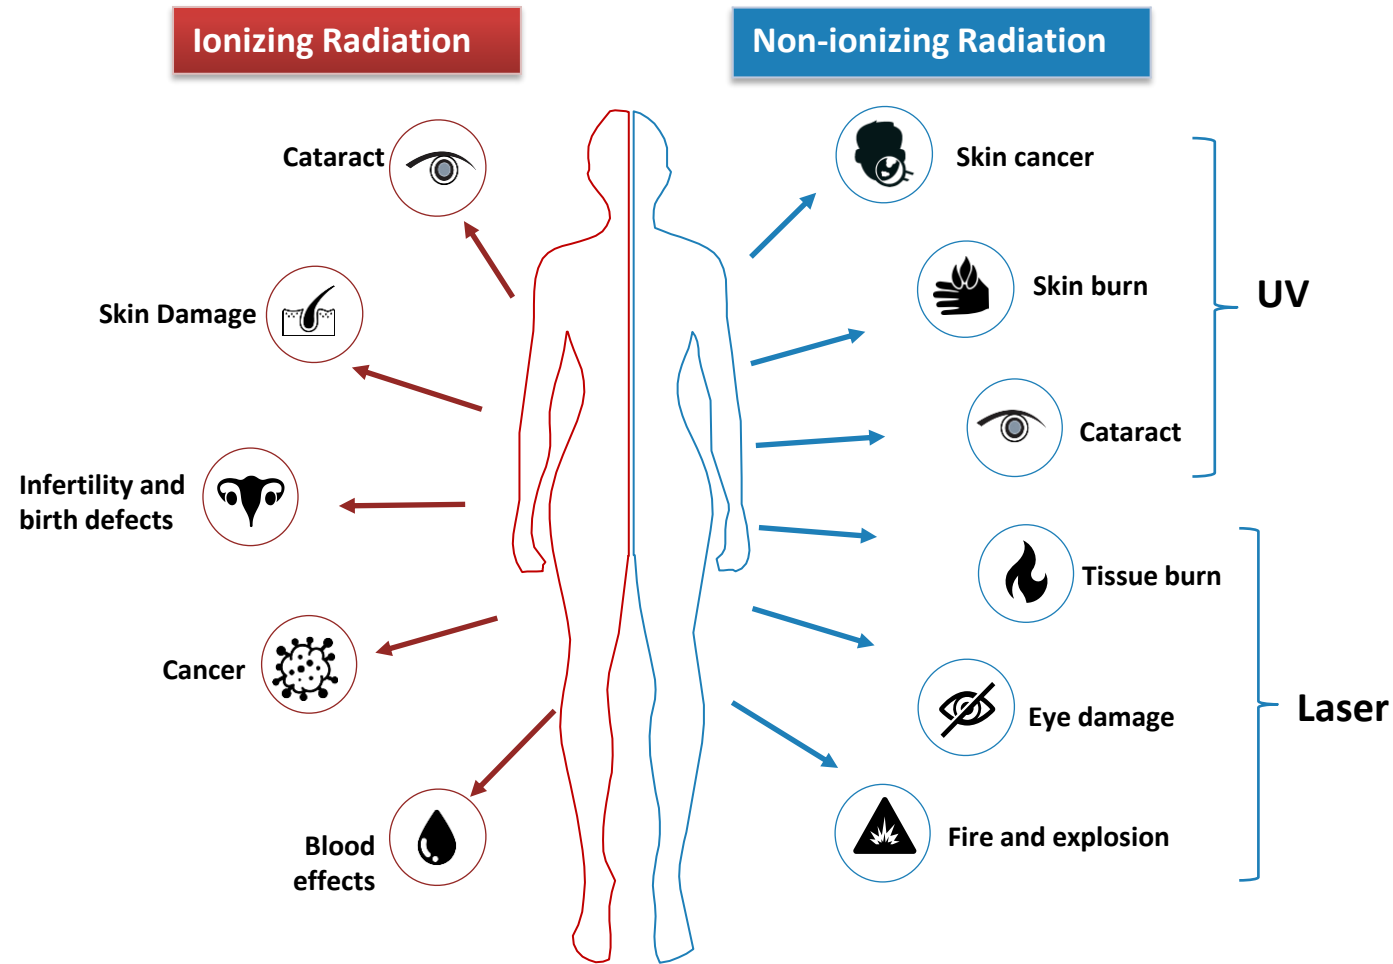 Ionizing Radiation
Non-ionizing Radiation
Cataract
Skin Damage
Infertility and
birth defects
Cancer
Blood
effects
Skin cancer
Skin burn
Cataract
UV
Tissue burn
Eye damage
Fire and explosion
Laser